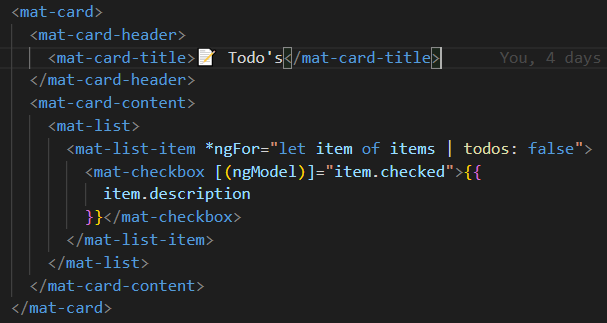 <mat-card>
  <mat-card-header>
    <mat-card-title>📝 Todo's</mat-card-title>    You, 4 days
  </mat-card-header>
  <mat-card-content>
    <mat-list>
      <mat-list-item *ngFor="let item of items | todos: false">
        <mat-checkbox [(ngModel)]="item.checked">{{
          item.description
        }}</mat-checkbox>
      </mat-list-item>
    </mat-list>
  </mat-card-content>
</mat-card>